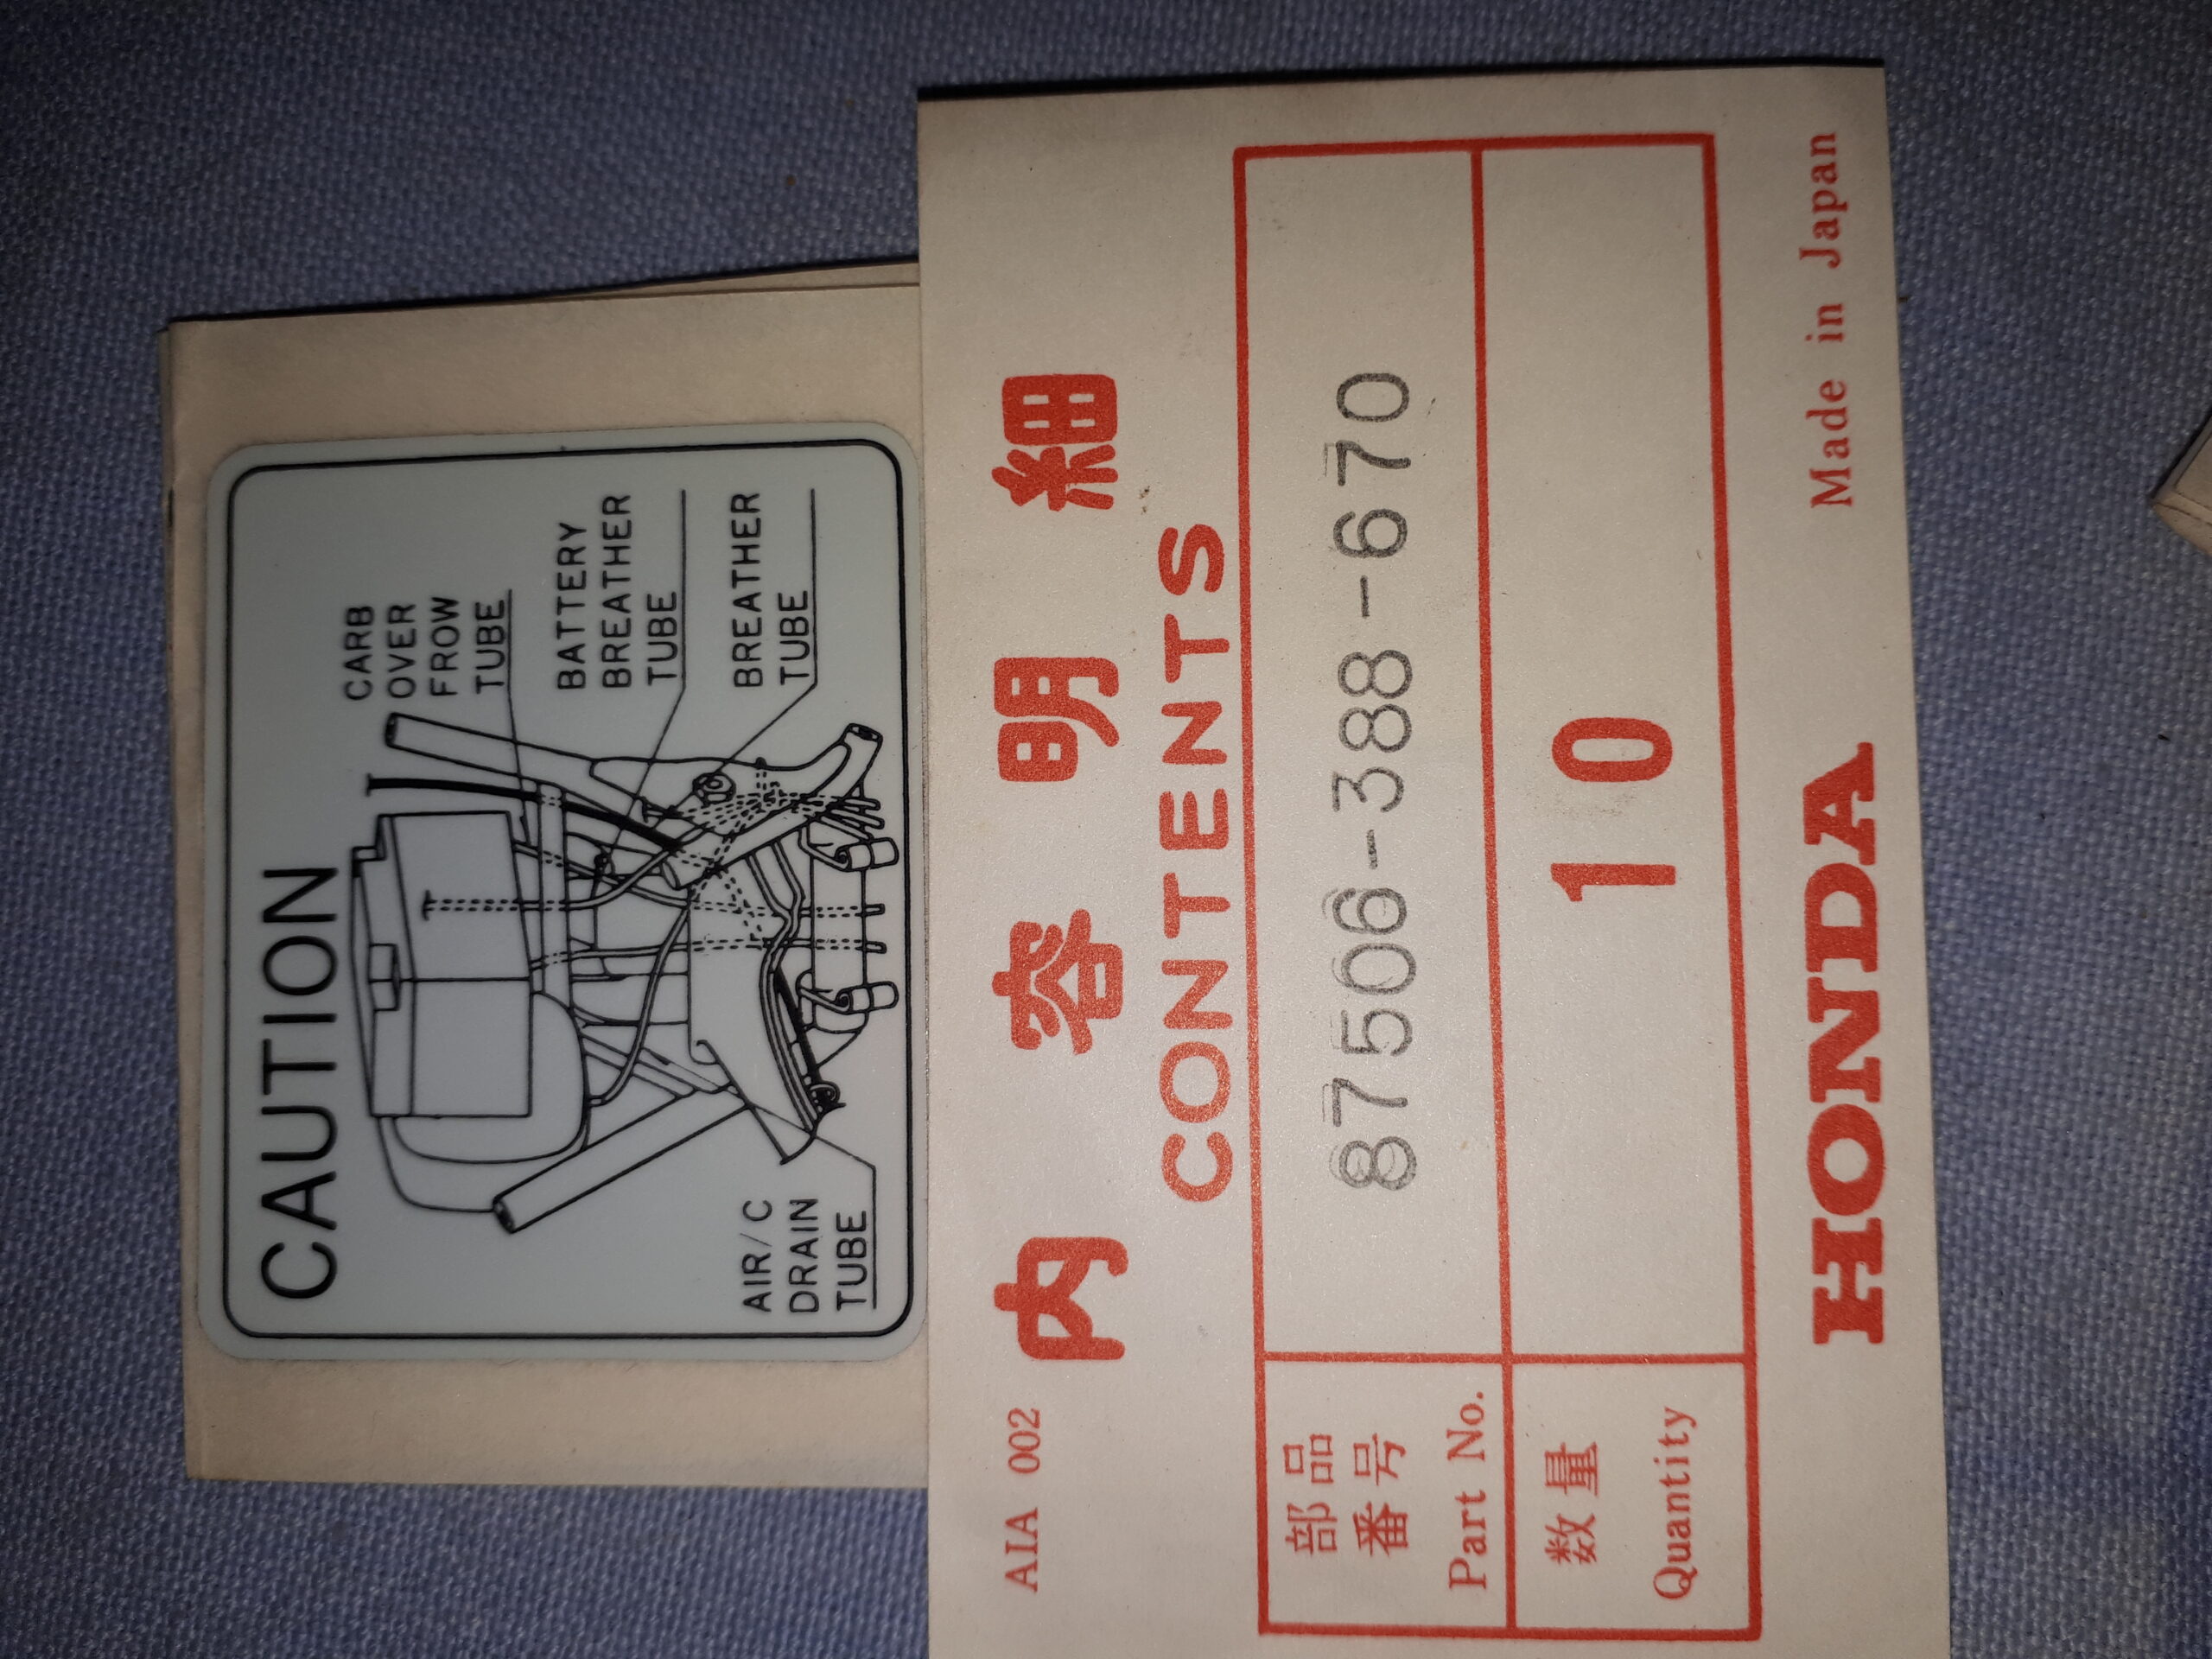 CAUTION
CARB
OVER
FROW
TUBE
BATTERY
BREATHER
TUBE
BREATHER
TUBE
AIR/C
DRAIN
TUBE
AIA 002
内容明細
CONTENTS
部品
番号
Part No.
87506-388-670
数量
Quantity
10
HONDA
Made in Japan